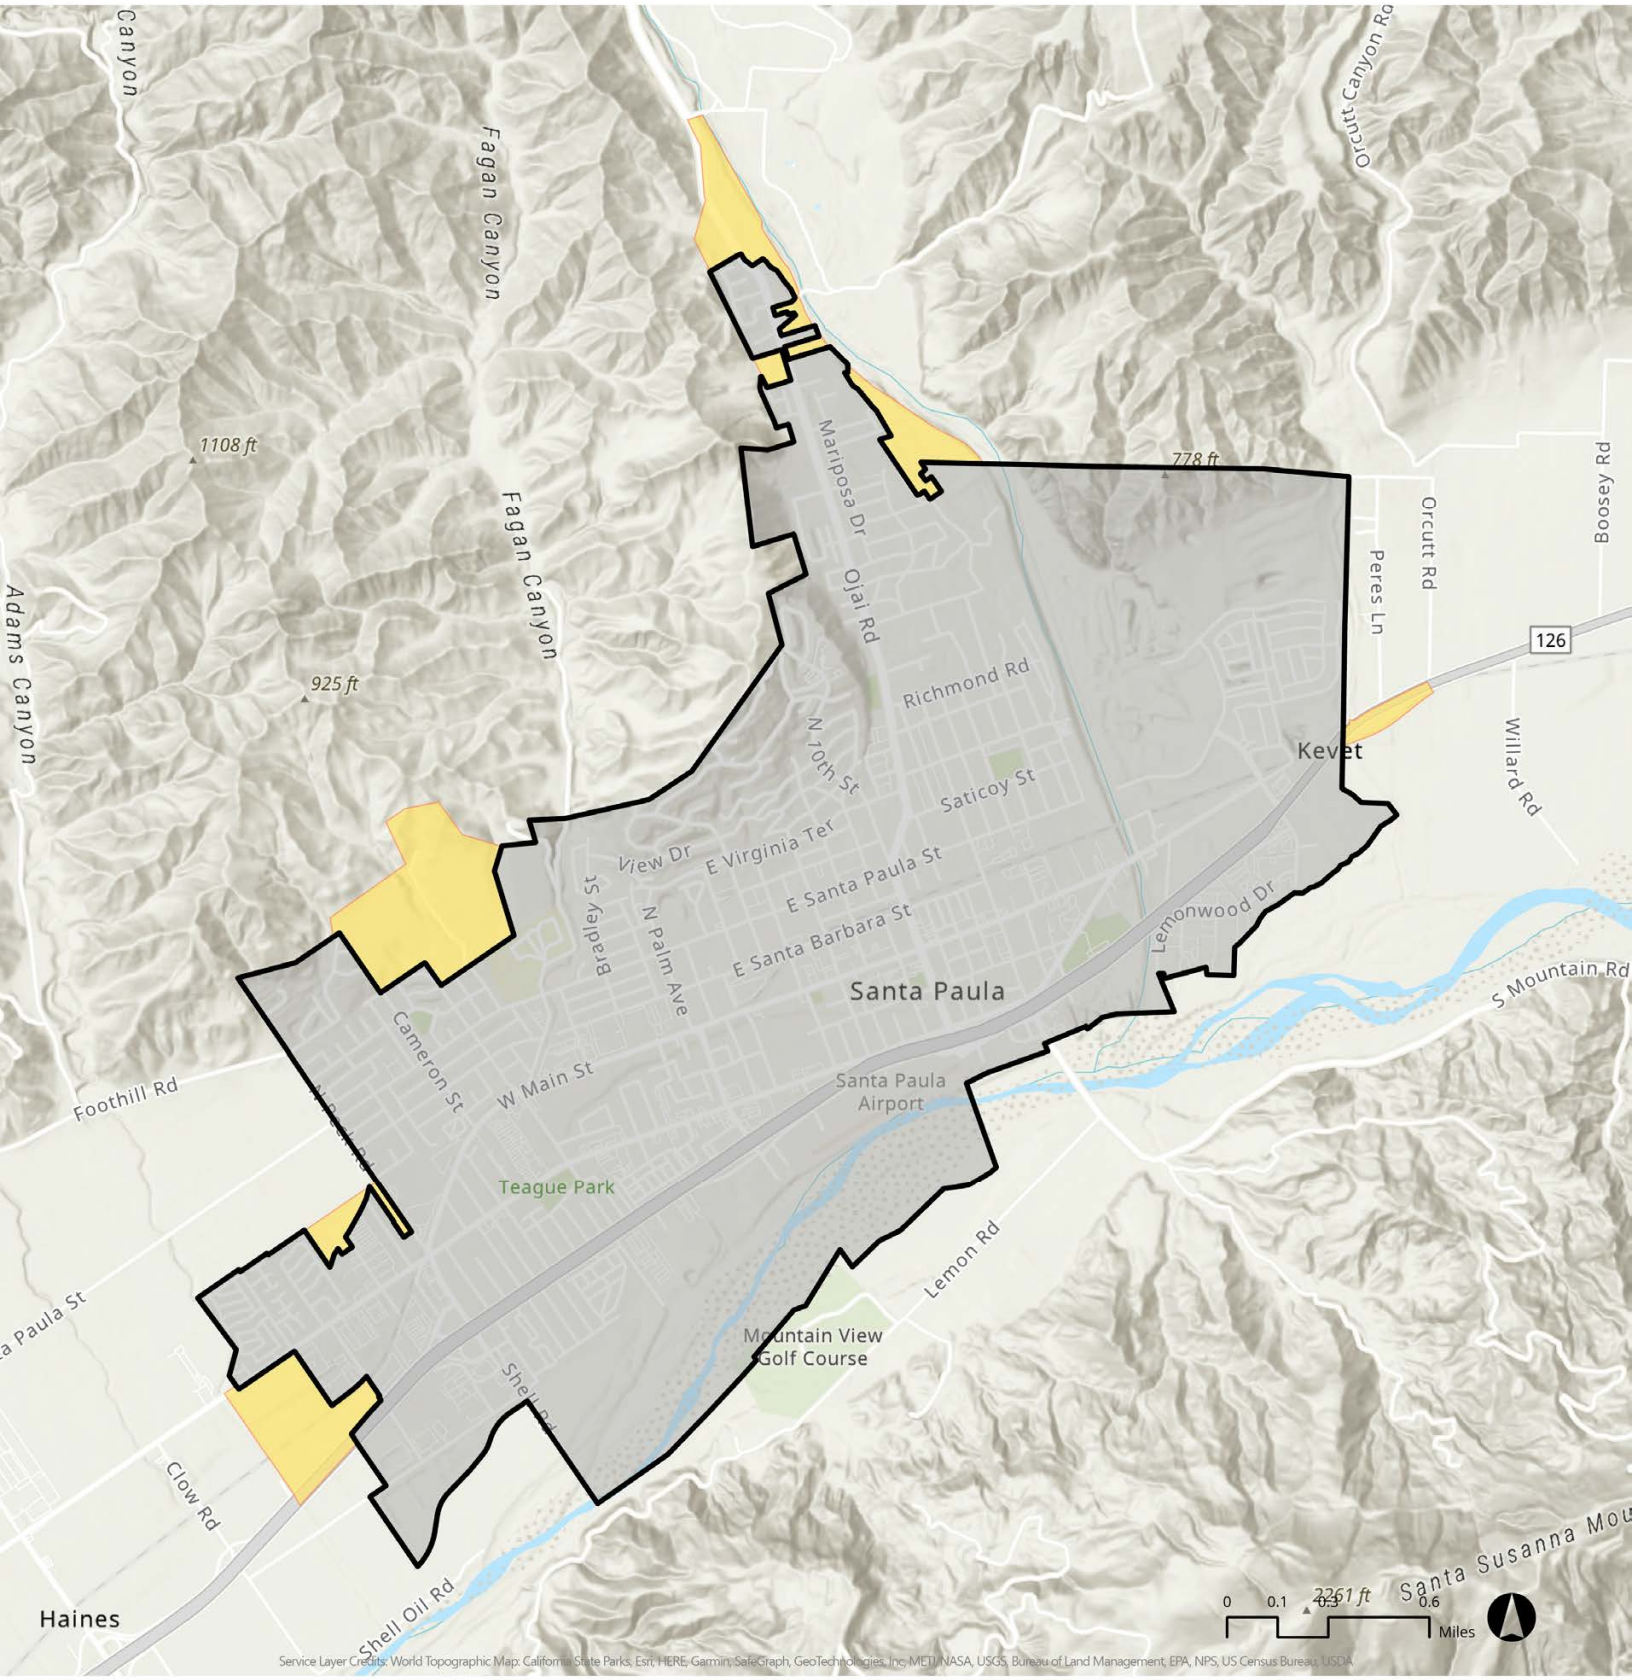 Canyon
Orcutt Canyon Rd
Fagan Canyon
1108 ft
778 ft
Mariposa Dr
Boosey Rd
Orcutt Rd
Fagan Canyon
Peres Ln
Ojai Rd
Adams Canyon
126
925 ft
Richmond Rd
N 10th St
Kevet
Willard Rd
Saticoy St
View Dr
E Virginia Ter
E Santa Paula St
Bradley St
N Palm Ave
E Santa Barbara St
Lemonwood Dr
Santa Paula
S Mountain Rd
Cameron St
W Main St
Foothill Rd
N Peck Rd
Santa Paula
Airport
Teague Park
Lemon Rd
a Paula St
Mountain View
Golf Course
Shell Rd
Clow Rd
Santa Susanna Mou
2261 ft
0 0.1 0.3 0.6
Miles
Haines
Shell Oil Rd
Service Layer Credits: World Topographic Map: California State Parks, Esri, HERE, Garmin, SafeGraph, GeoTechnologies, Inc, METI/NASA, USGS, Bureau of Land Management, EPA, NPS, US Census Bureau, USDA